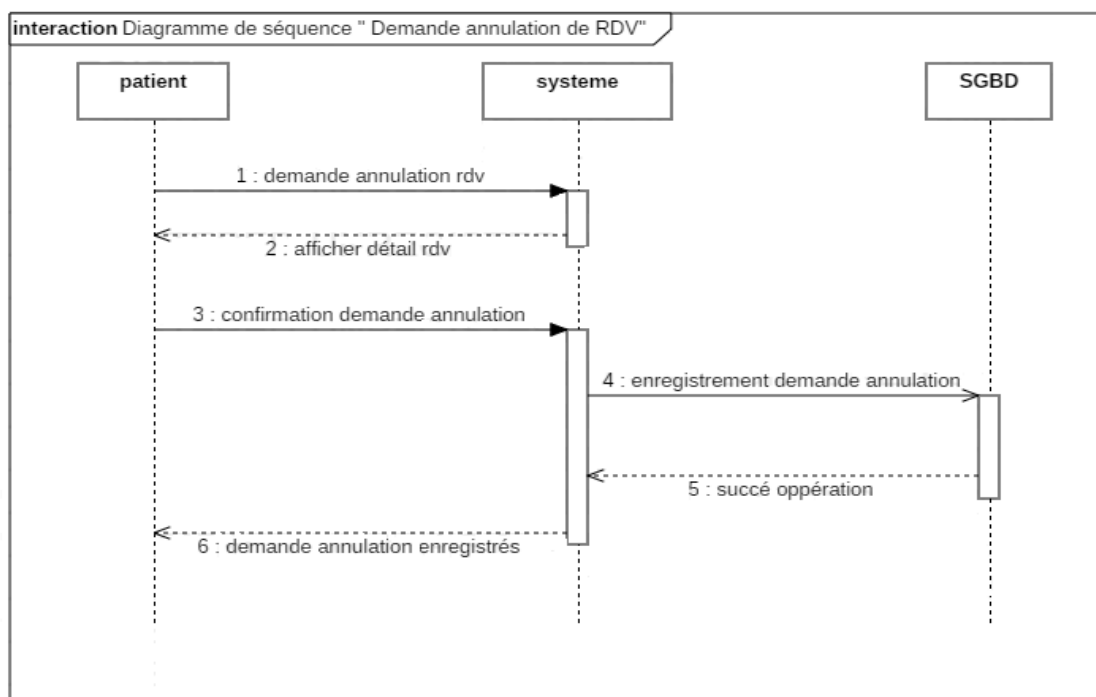 interaction Diagramme de séquence " Demande annulation de RDV"
patient
systeme
SGBD
1 : demande annulation rdv
2 : afficher détail rdv
3 : confirmation demande annulation
4 : enregistrement demande annulation
5 : succé oppération
6 : demande annulation enregistrés